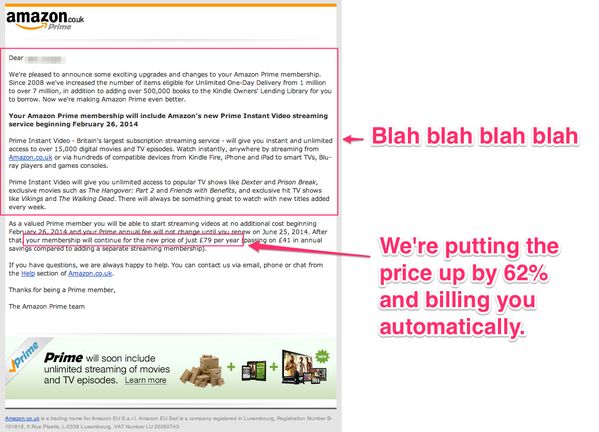 amazon.co.uk
Prime
Dear
We're pleased to announce some exciting upgrades and changes to your Amazon Prime membership.
Since 2008 we've increased the number of items eligible for Unlimited One-Day Delivery from 1 million
to over 7 million, in addition to adding over 500,000 books to the Kindle Owners' Lending Library for you
to borrow. Now we're making Amazon Prime even better.
Your Amazon Prime membership will include Amazon's new Prime Instant Video streaming
service beginning February 26, 2014
Prime Instant Video - Britain's largest subscription streaming service - will give you instant and unlimited
access to over 15,000 digital movies and TV episodes. Watch instantly, anywhere by streaming from
Amazon.co.uk or via hundreds of compatible devices from Kindle Fire, iPhone and iPad to smart TVs, Blu-
ray players and games consoles.
Prime Instant Video will give you unlimited access to popular TV shows like Dexter and Prison Break,
exclusive movies such as The Hangover: Part 2 and Friends with Benefits, and exclusive hit TV shows
like Vikings and The Walking Dead. There will always be something great to watch with new titles added
every week.
Blah blah blah blah
As a valued Prime member you will be able to start streaming videos at no additional cost beginning
February 26, 2014 and your Prime annual fee will not change until you renew on June 25, 2014. After
that, your membership will continue for the new price of just £79 per year (passing on £41 in annual
savings compared to adding a separate streaming membership).
If you have questions, we are always happy to help. You can contact us via email, phone or chat from
the Help section of Amazon.co.uk.
Thanks for being a Prime member,
The Amazon Prime team
We're putting the
price up by 62%
and billing you
automatically.
Prime
Prime will soon include
unlimited streaming of movies
and TV episodes. Learn more
Amazon.co.uk is a trading name for Amazon EU S.a.r.l. Amazon EU Sarl is a company registered in Luxembourg, Registration Number B-
101818, 5 Rue Plaetis, L-2338 Luxembourg. VAT Number LU 20260743.